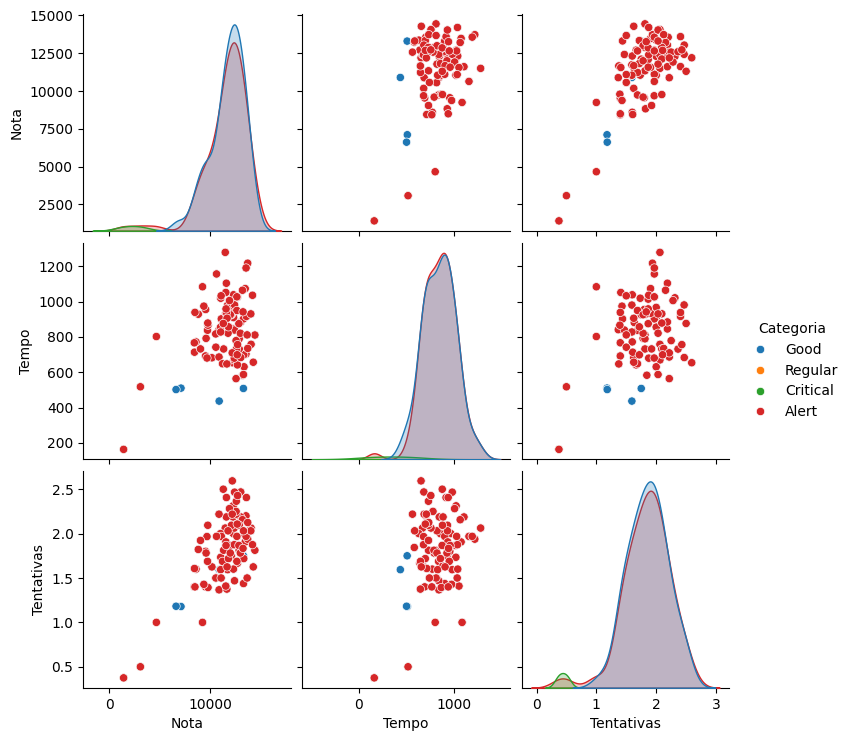 15000
12500
10000
7500
5000
2500
Nota
1200
1000
800
600
400
200
Tempo
Categoria
Good
Regular
Critical
Alert
2.5
2.0
1.5
1.0
0.5
Tentativas
0 10000
Nota
0 1000
Tempo
0 1 2 3
Tentativas